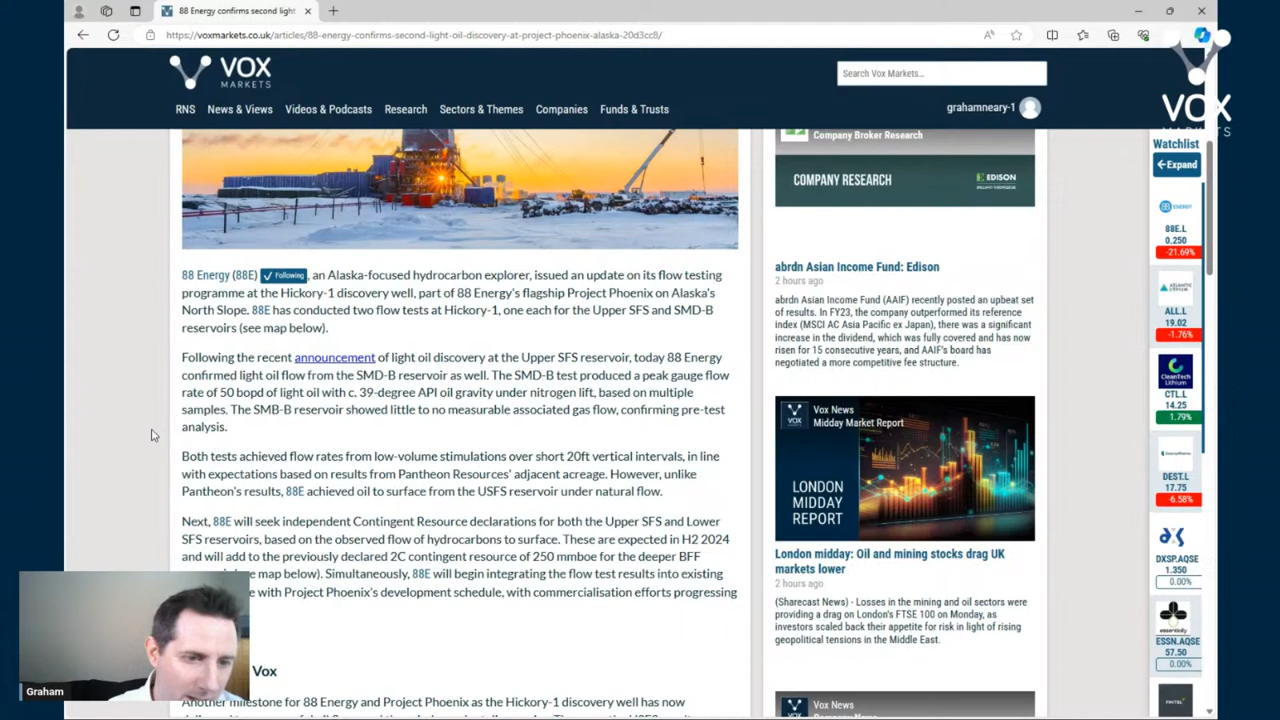 88 Energy confirms second light
https://voxmarkets.co.uk/articles/88-energy-confirms-second-light-oil-discovery-at-project-phoenix-alaska-20d3cc8/
VOX
MARKETS
Search Vox Markets...
RNS
News & Views
Videos & Podcasts
Research
Sectors & Themes
Companies
Funds & Trusts
grahamneary-1
VOX
MARKETS
88 Energy (88E) ✓ Following, an Alaska-focused hydrocarbon explorer, issued an update on its flow testing
programme at the Hickory-1 discovery well, part of 88 Energy's flagship Project Phoenix on Alaska's
North Slope. 88E has conducted two flow tests at Hickory-1, one each for the Upper SFS and SMD-B
reservoirs (see map below).
Following the recent announcement of light oil discovery at the Upper SFS reservoir, today 88 Energy
confirmed light oil flow from the SMD-B reservoir as well. The SMD-B test produced a peak gauge flow
rate of 50 bopd of light oil with c. 39-degree API oil gravity under nitrogen lift, based on multiple
samples. The SMB-B reservoir showed little to no measurable associated gas flow, confirming pre-test
analysis.
Both tests achieved flow rates from low-volume stimulations over short 20ft vertical intervals, in line
with expectations based on results from Pantheon Resources' adjacent acreage. However, unlike
Pantheon's results, 88E achieved oil to surface from the USFS reservoir under natural flow.
Next, 88E will seek independent Contingent Resource declarations for both the Upper SFS and Lower
SFS reservoirs, based on the observed flow of hydrocarbons to surface. These are expected in H2 2024
and will add to the previously declared 2C contingent resource of 250 mmboe for the deeper BFF
map below). Simultaneously, 88E will begin integrating the flow test results into existing
with Project Phoenix's development schedule, with commercialisation efforts progressing
Vox
Another milestone for 88 Energy and Project Phoenix as the Hickory-1 discovery well has now
Graham
Company Broker Research
COMPANY RESEARCH
EDISON
abrdn Asian Income Fund: Edison
2 hours ago
abrdn Asian Income Fund (AAIF) recently posted an upbeat set
of results. In FY23, the company outperformed its reference
index (MSCI AC Asia Pacific ex Japan), there was a significant
increase in the dividend, which was fully covered and has now
risen for 15 consecutive years, and AAIF's board has
negotiated a more competitive fee structure.
Vox News
Midday Market Report
LONDON
MIDDAY
REPORT
London midday: Oil and mining stocks drag UK
markets lower
2 hours ago
(Sharecast News) - Losses in the mining and oil sectors were
providing a drag on London's FTSE 100 on Monday, as
investors scaled back their appetite for risk in light of rising
geopolitical tensions in the Middle East.
Vox News
Watchlist
←Expand
88E.L
0.250
-21.69%
ALL.L
19.02
-1.76%
CleanTech
Lithium
CTL.L
14.25
1.79%
DEST.L
17.75
-6.58%
DXSP.AQSE
1.350
0.00%
essentially
ESSN.AQSE
57.50
0.00%